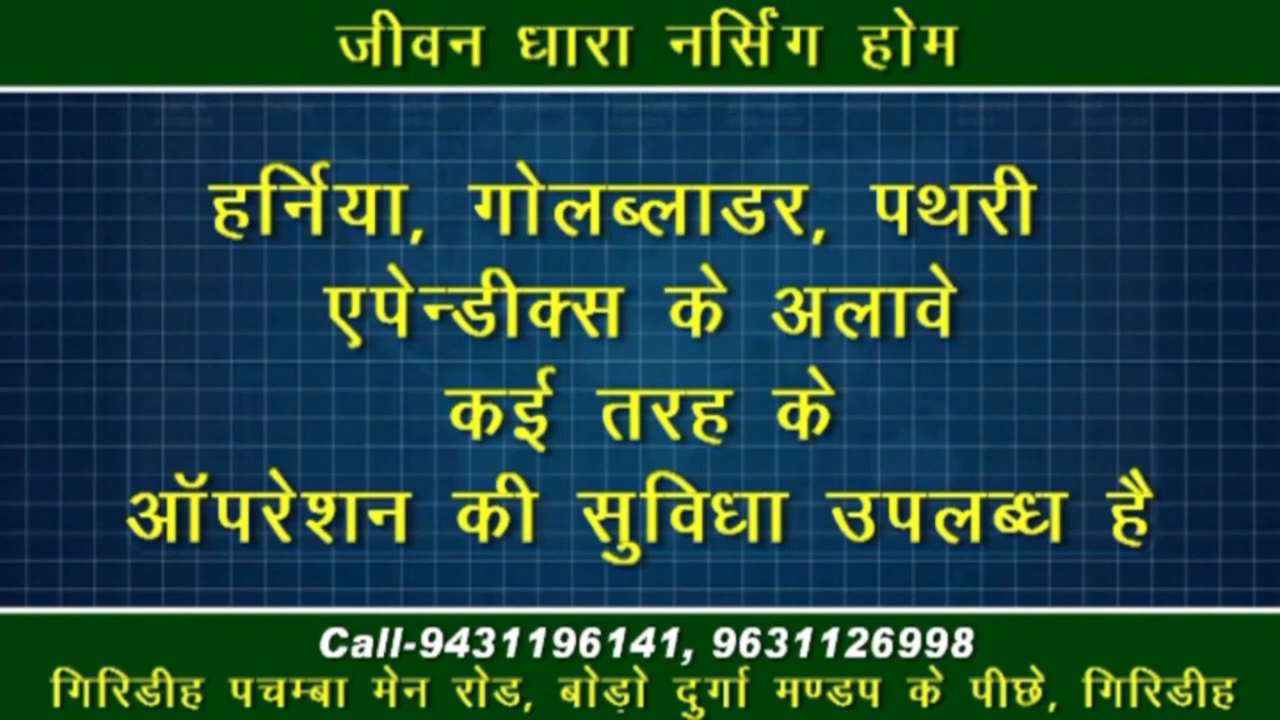 जीवन धारा नर्सिंग होम
हर्निया, गोलब्लाडर, पथरी
एपेन्डीक्स के अलावे
कई तरह के
ऑपरेशन की सुविधा उपलब्ध है
Call-9431196141, 9631126998
गिरिडीह पचम्बा मेन रोड, बोड़ो दुर्गा मण्डप के पीछे, गिरिडीह